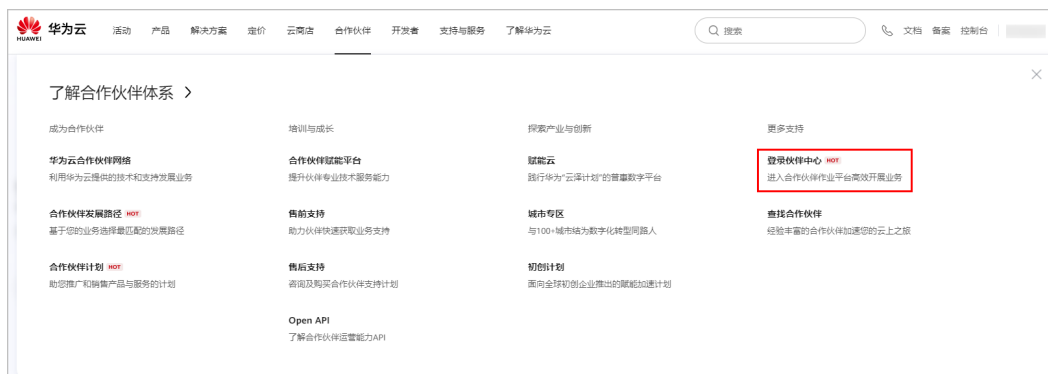 HUAWEI 华为云 活动 产品 解决方案 定价 云商店 合作伙伴 开发者 支持与服务 了解华为云 搜索 文档 备案 控制台
了解合作伙伴体系
成为合作伙伴 培训与成长 探索产业与创新 更多支持
华为云合作伙伴网络 合作伙伴赋能平台 赋能云 登录伙伴中心 HOT
利用华为云提供的技术和支持发展业务 提升伙伴专业技术服务能力 践行华为“云泽计划”的普惠数字平台 进入合作伙伴作业平台高效开展业务
合作伙伴发展路径 HOT 售前支持 城市专区 查找合作伙伴
基于您的业务选择最匹配的发展路径 助力伙伴快速获取业务支持 与100+城市结为数字化转型同路人 经验丰富的合作伙伴加速您的云上之旅
合作伙伴计划 HOT 售后支持 初创计划
助您推广和销售产品与服务的计划 咨询及购买合作伙伴支持计划 面向全球初创企业推出的赋能加速计划
Open API
了解合作伙伴运营能力API